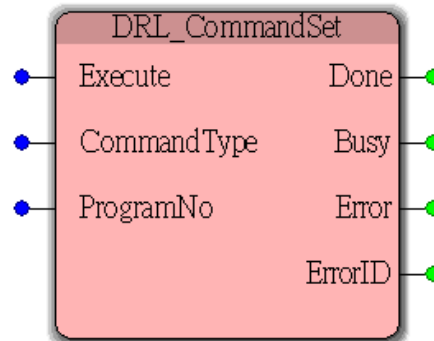 DRL_CommandSet
Execute Done
CommandType Busy
ProgramNo Error
ErrorID